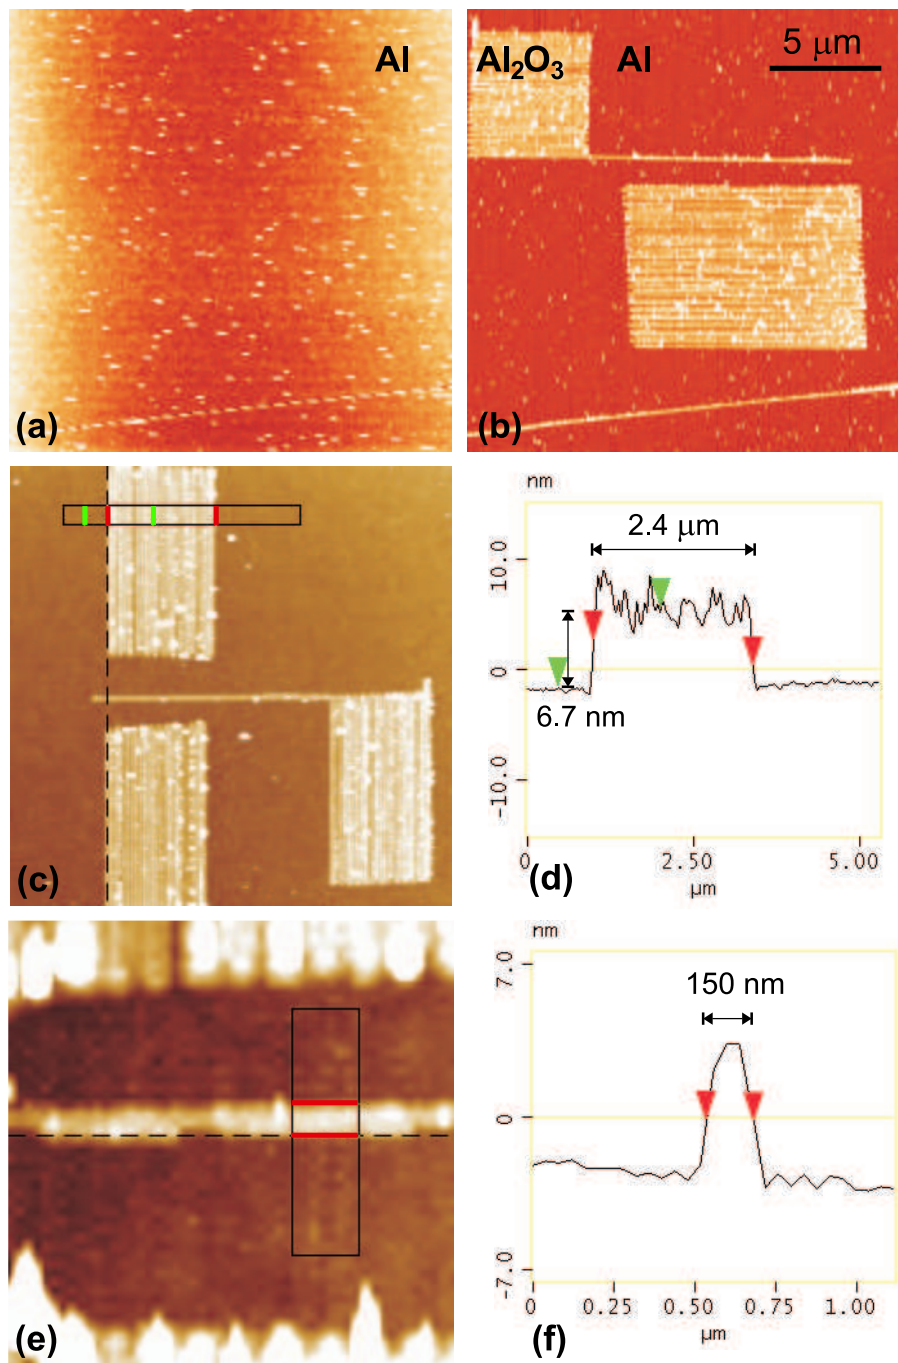 Al
(a)
Al₂O₃ Al 5 μm
(b)
(c)
nm
10.0
0
-10.0
2.4 μm
6.7 nm
0 2.50 5.00
μm
(d)
(e)
nm
7.0
0
-7.0
150 nm
0 0.25 0.50 0.75 1.00
μm
(f)